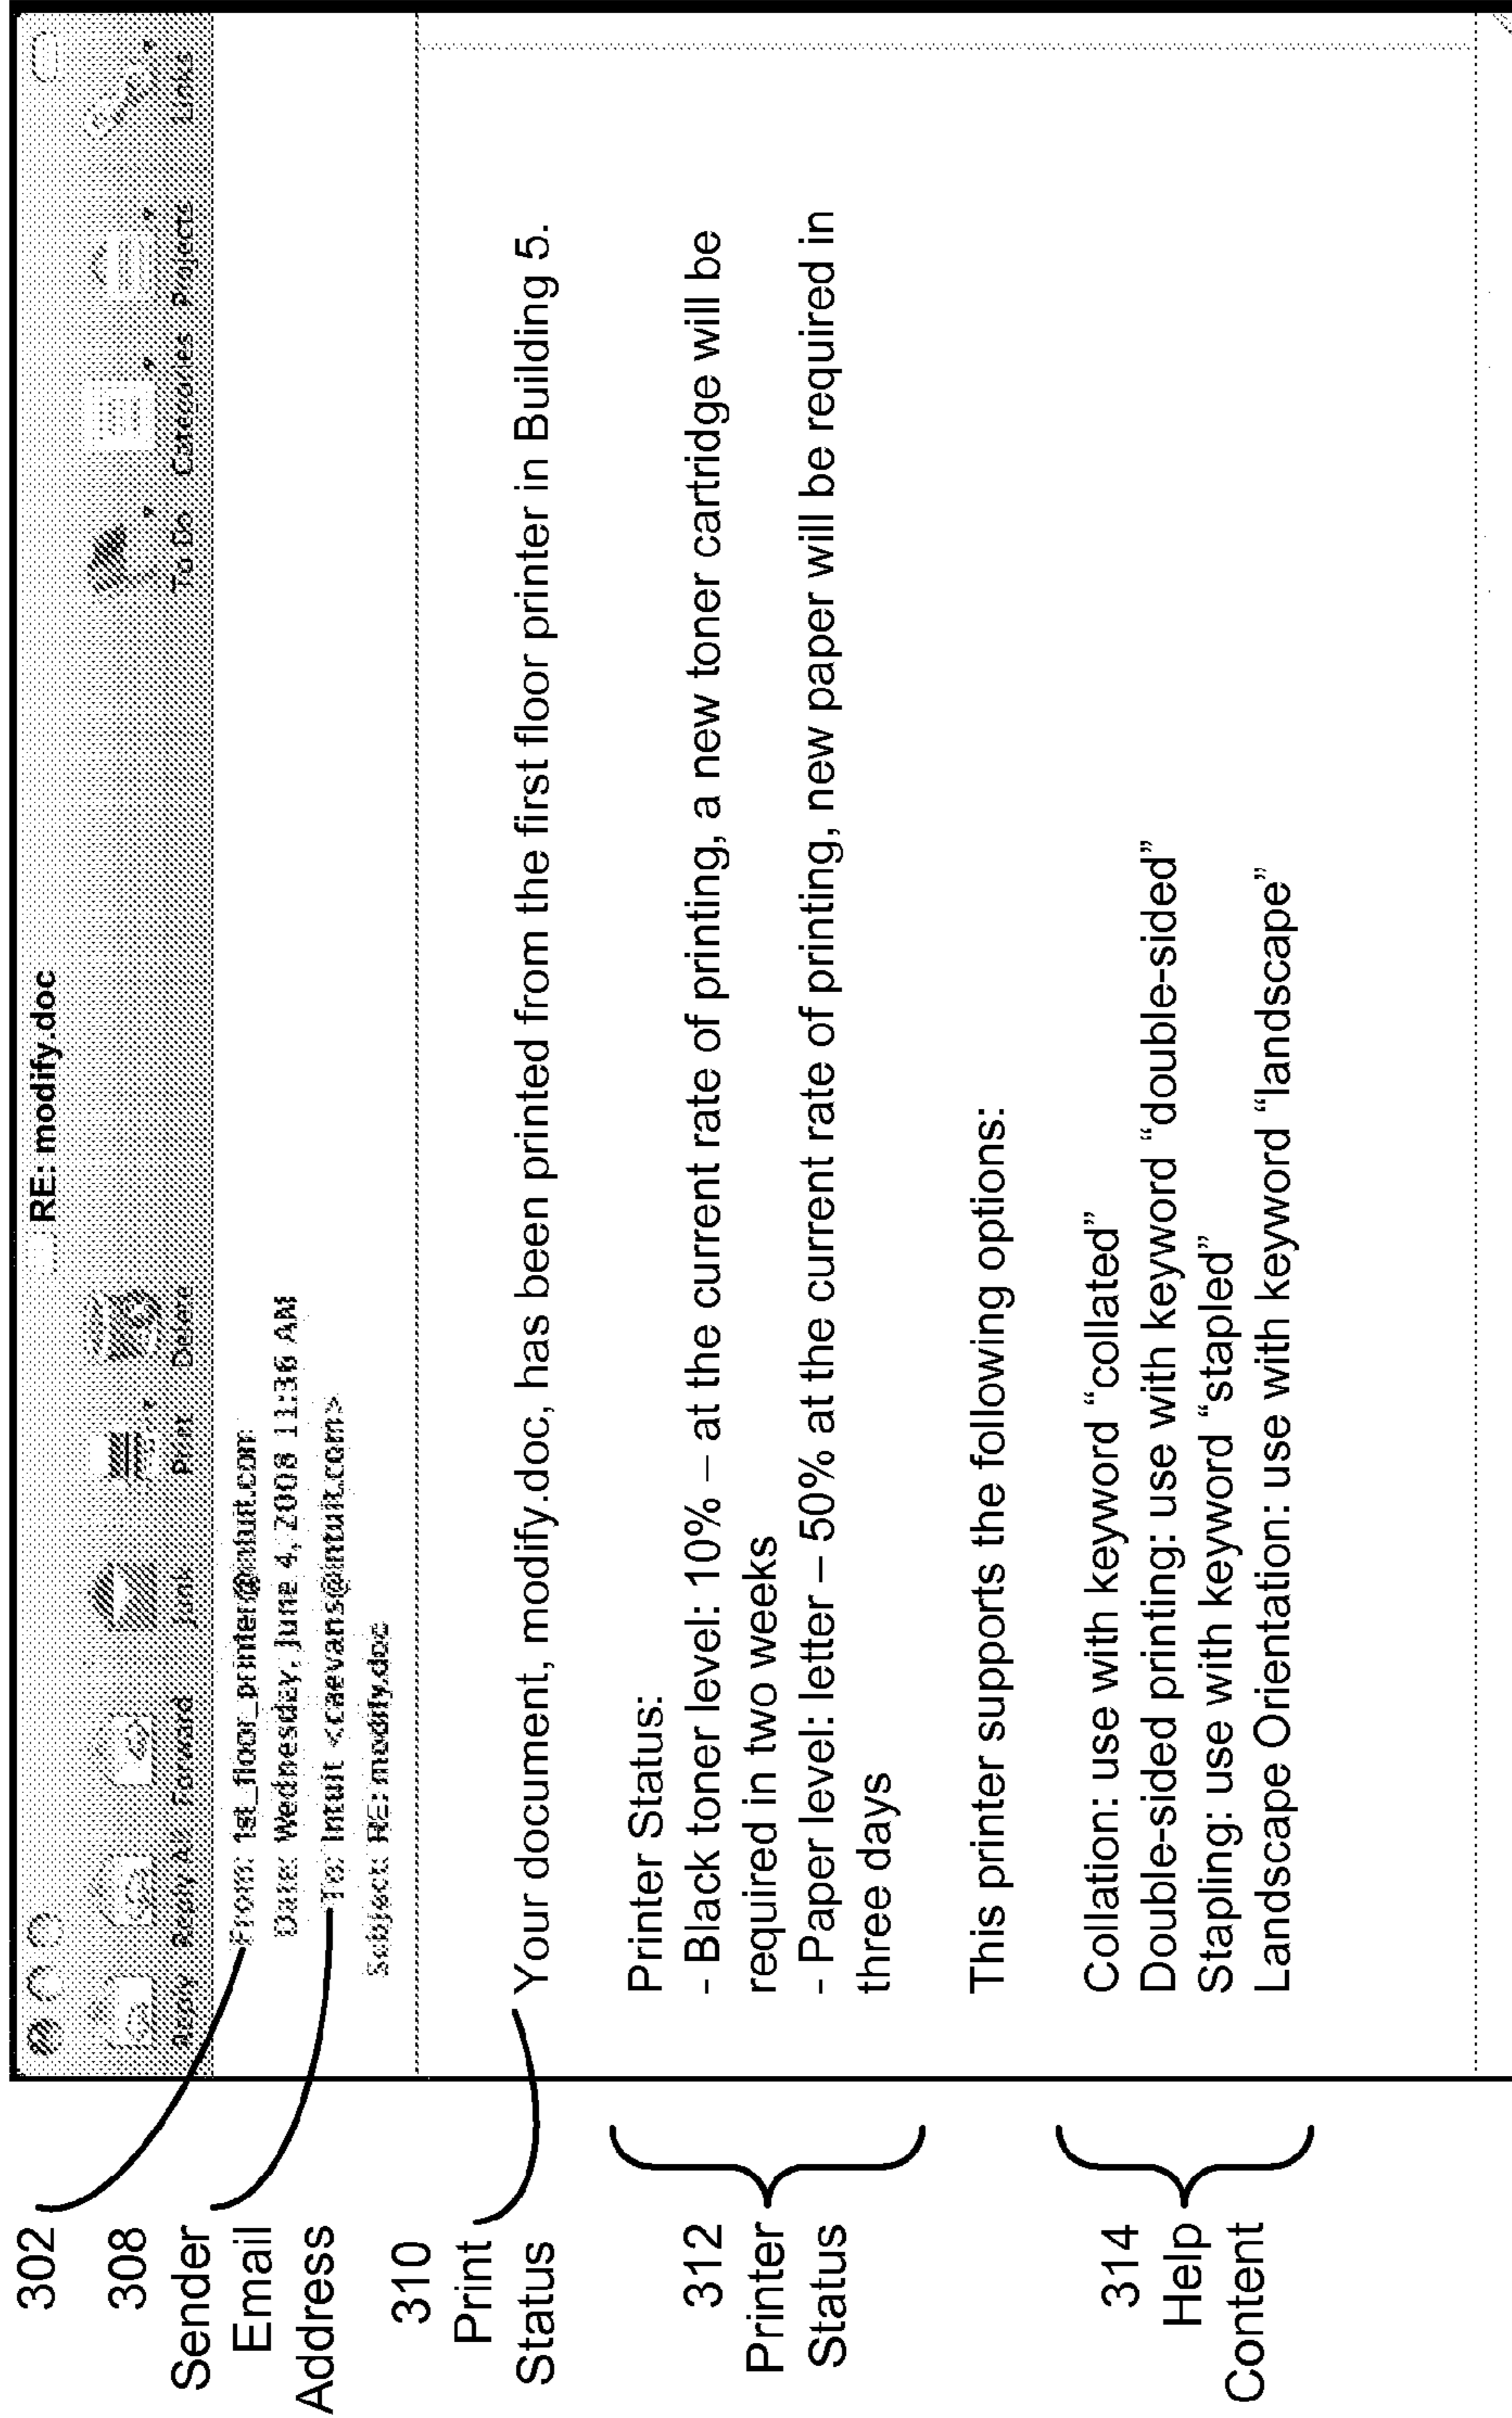 RE: modify.doc
Reply Reply All Forward Junk Print Delete To Do Categories Projects Links
302
From: 1st_floor_printer@intuit.com
Date: Wednesday, June 4, 2008 11:36 AM
308
Sender
Email
Address
To: Intuit <caevans@intuit.com>
Subject: RE: modify.doc
310
Print
Status
Your document, modify.doc, has been printed from the first floor printer in Building 5.
312
Printer
Status
Printer Status:
- Black toner level: 10% – at the current rate of printing, a new toner cartridge will be
required in two weeks
- Paper level: letter – 50% at the current rate of printing, new paper will be required in
three days
This printer supports the following options:
314
Help
Content
Collation: use with keyword “collated”
Double-sided printing: use with keyword “double-sided”
Stapling: use with keyword “stapled”
Landscape Orientation: use with keyword “landscape”